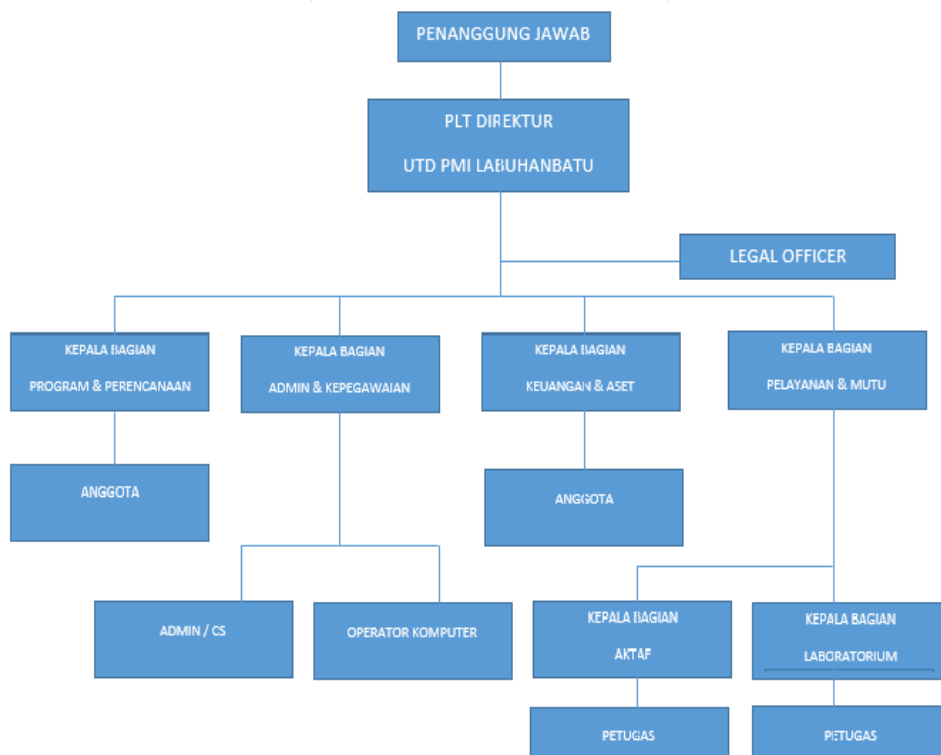 PENANGGUNG JAWAB
PLT DIREKTUR
UTD PMI LABUHANBATU
LEGAL OFFICER
KEPALA BAGIAN
PROGRAM & PERENCANAAN
KEPALA BAGIAN
ADMIN & KEPEGAWAIAN
KEPALA BAGIAN
KEUANGAN & ASET
KEPALA BAGIAN
PELAYANAN & MUTU
ANGGOTA
ANGGOTA
ADMIN / CS
OPERATOR KOMPUTER
KEPALA BAGIAN
AKTAF
KEPALA BAGIAN
LABORATORIUM
PETUGAS
PETUGAS